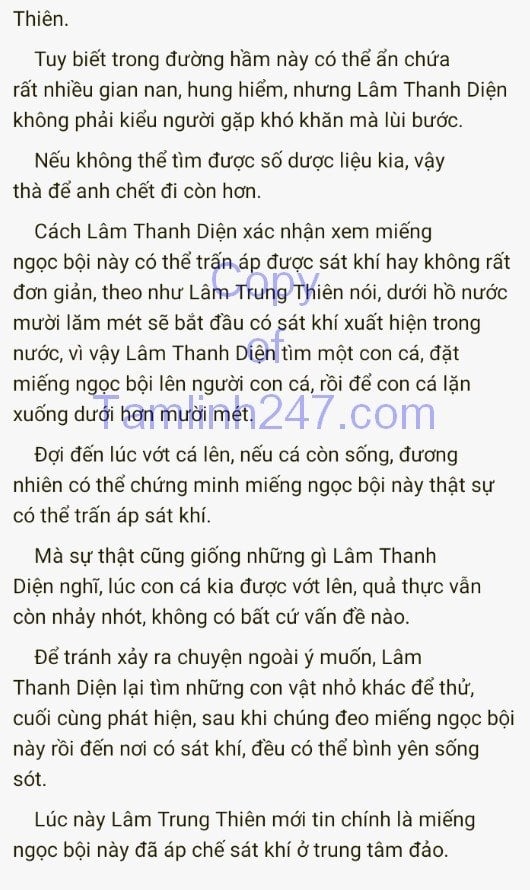 Thiên.
Tuy biết trong đường hầm này có thể ẩn chứa
rất nhiều gian nan, hung hiểm, nhưng Lâm Thanh Diện
không phải kiểu người gặp khó khăn mà lùi bước.
Nếu không thể tìm được số dược liệu kia, vậy
thà để anh chết đi còn hơn.
Cách Lâm Thanh Diện xác nhận xem miếng
ngọc bội này có thể trấn áp được sát khí hay không rất
đơn giản, theo như Lâm Trung Thiên nói, dưới hồ nước
mười lăm mét sẽ bắt đầu có sát khí xuất hiện trong
nước, vì vậy Lâm Thanh Diện tìm một con cá, đặt
miếng ngọc bội lên người con cá, rồi để con cá lặn
xuống dưới hơn mười mét.
Copy
of
Tamlinh247.com
Đợi đến lúc vớt cá lên, nếu cá còn sống, đương
nhiên có thể chứng minh miếng ngọc bội này thật sự
có thể trấn áp sát khí.
Mà sự thật cũng giống những gì Lâm Thanh
Diện nghĩ, lúc con cá kia được vớt lên, quả thực vẫn
còn nhảy nhót, không có bất cứ vấn đề nào.
Để tránh xảy ra chuyện ngoài ý muốn, Lâm
Thanh Diện lại tìm những con vật nhỏ khác để thử,
cuối cùng phát hiện, sau khi chúng đeo miếng ngọc bội
này rồi đến nơi có sát khí, đều có thể bình yên sống
sót.
Lúc này Lâm Trung Thiên mới tin chính là miếng
ngọc bội này đã áp chế sát khí ở trung tâm đảo.